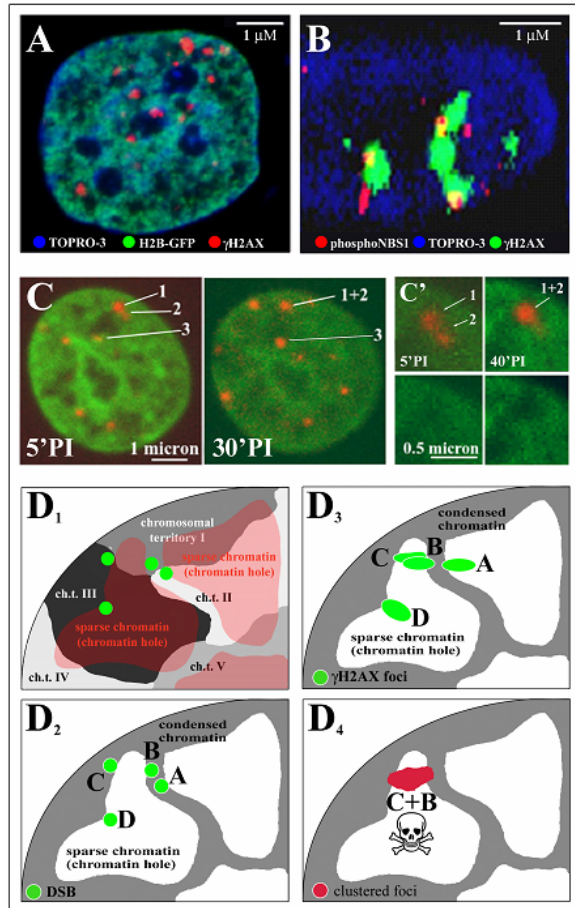 A
1 μM
TOPRO-3 H2B-GFP γH2AX
B
1 μM
phosphoNBS1 TOPRO-3 γH2AX
C
1
2
3
5'PI
1 micron
1+2
3
30'PI
C'
1
2
5'PI
1+2
40'PI
0.5 micron
D1
chromosomal
territory I
sparse chromatin
(chromatin hole)
ch.t. III
ch.t. II
sparse chromatin
(chromatin hole)
ch.t. IV
ch.t. V
D3
condensed
chromatin
C
B
A
D
sparse chromatin
(chromatin hole)
γH2AX foci
D2
condensed
chromatin
B
C
A
D
sparse chromatin
(chromatin hole)
DSB
D4
C+B
clustered foci